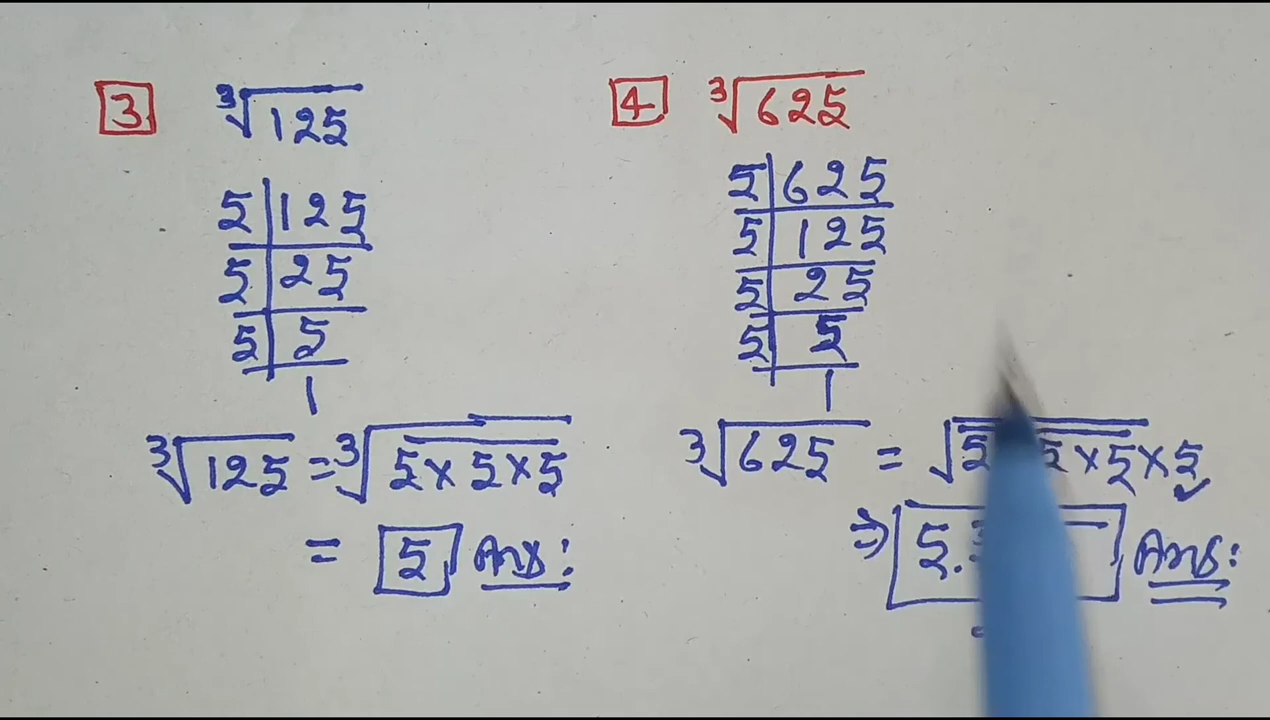 3 ∛125
5 | 125
5 | 25
5 | 5
1
∛125 = ∛5×5×5
= 5 Ans:
4 ∛625
5 | 625
5 | 125
5 | 25
5 | 5
1
∛625 = √5 5×5×5
⇒ 5. Ans: